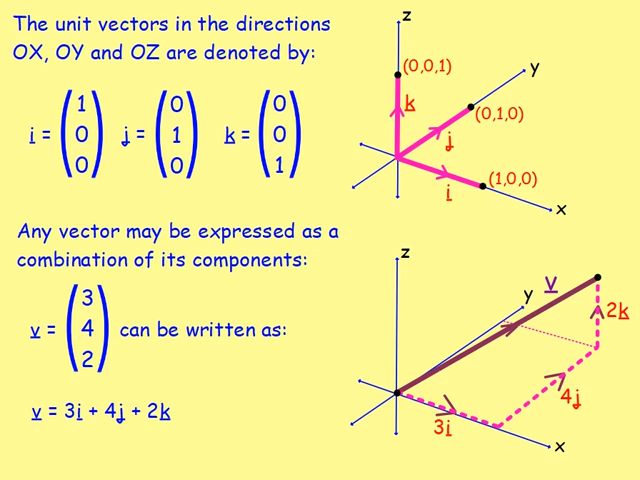 The unit vectors in the directions
OX, OY and OZ are denoted by:
i = (1 0 0) j = (0 1 0) k = (0 0 1)
z
(0,0,1)
y
k
(0,1,0)
j
(1,0,0)
i
x
Any vector may be expressed as a
combination of its components:
v = (3 4 2) can be written as:
v = 3i + 4j + 2k
z
v
y
2k
4j
3i
x